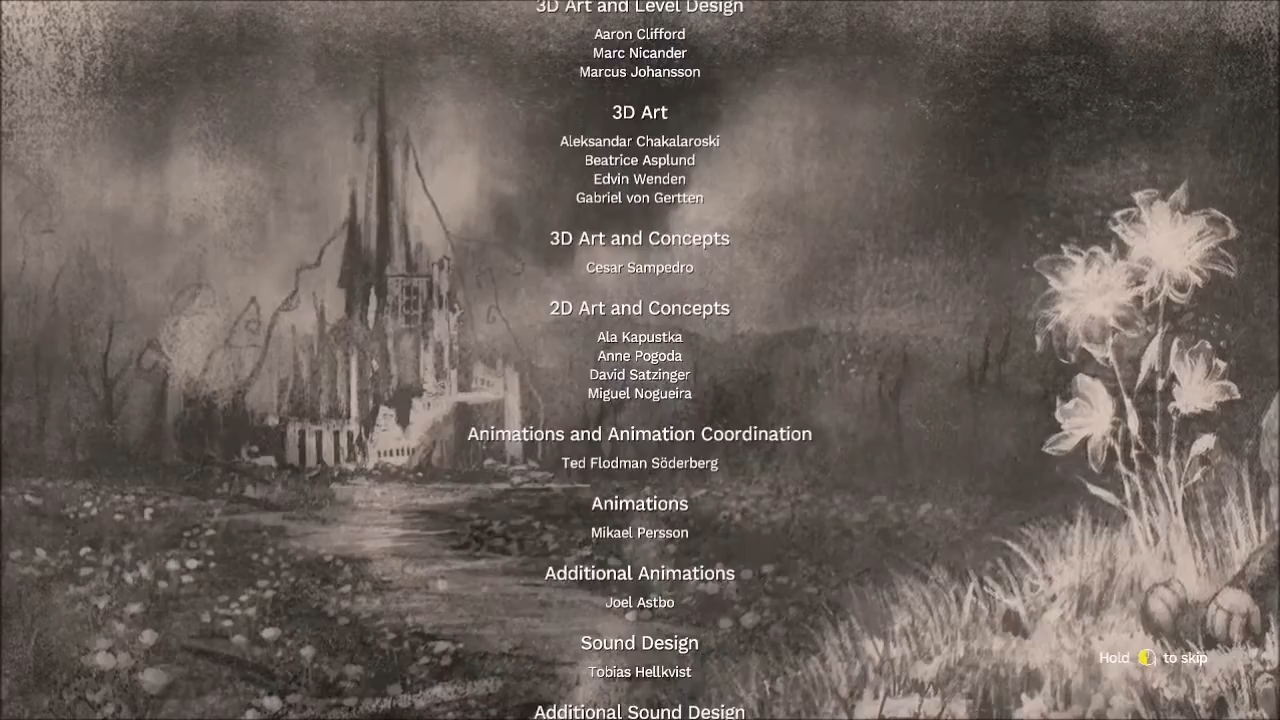 3D Art and Level Design
Aaron Clifford
Marc Nicander
Marcus Johansson
3D Art
Aleksandar Chakalaroski
Beatrice Asplund
Edvin Wenden
Gabriel von Gertten
3D Art and Concepts
Cesar Sampedro
2D Art and Concepts
Ala Kapustka
Anne Pogoda
David Satzinger
Miguel Nogueira
Animations and Animation Coordination
Ted Flodman Söderberg
Animations
Mikael Persson
Additional Animations
Joel Astbo
Sound Design
Tobias Hellkvist
Hold to skip
Additional Sound Design